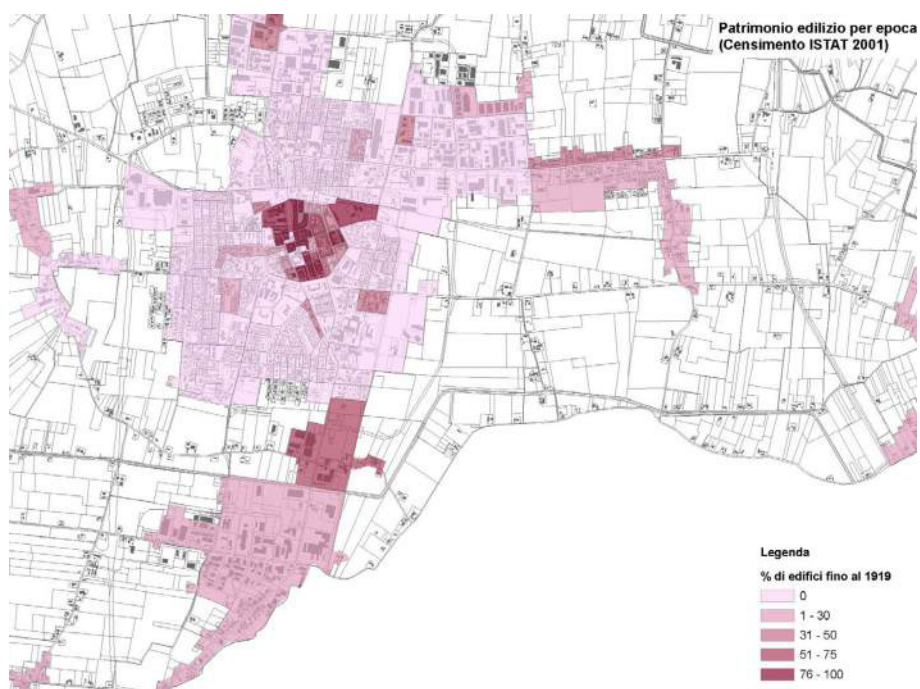 Patrimonio edilizio per epoca
(Censimento ISTAT 2001)
Legenda
% di edifici fino al 1919
0
1 - 30
31 - 50
51 - 75
76 - 100